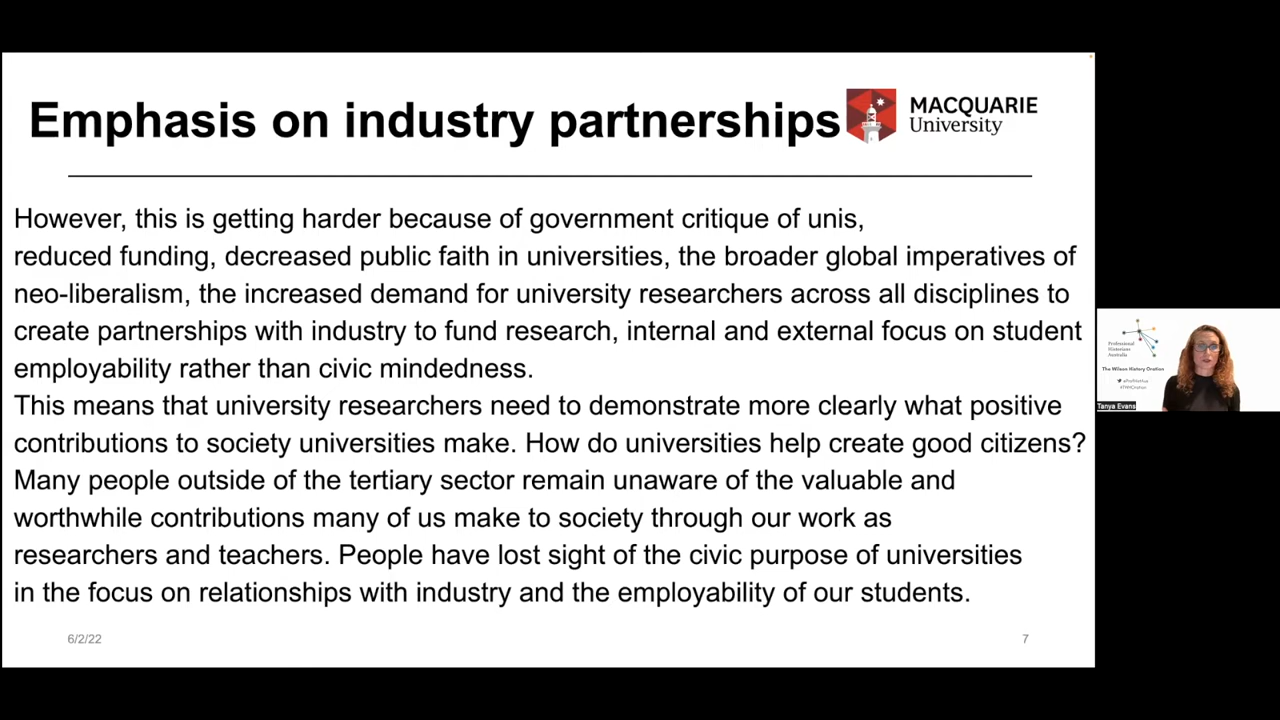 Emphasis on industry partnerships
MACQUARIE
University
However, this is getting harder because of government critique of unis,
reduced funding, decreased public faith in universities, the broader global imperatives of
neo-liberalism, the increased demand for university researchers across all disciplines to
create partnerships with industry to fund research, internal and external focus on student
employability rather than civic mindedness.
This means that university researchers need to demonstrate more clearly what positive
contributions to society universities make. How do universities help create good citizens?
Many people outside of the tertiary sector remain unaware of the valuable and
worthwhile contributions many of us make to society through our work as
researchers and teachers. People have lost sight of the civic purpose of universities
in the focus on relationships with industry and the employability of our students.
6/2/22
7
Professional
Historians
Australia
The Wilson History Oration
Tanya Evans